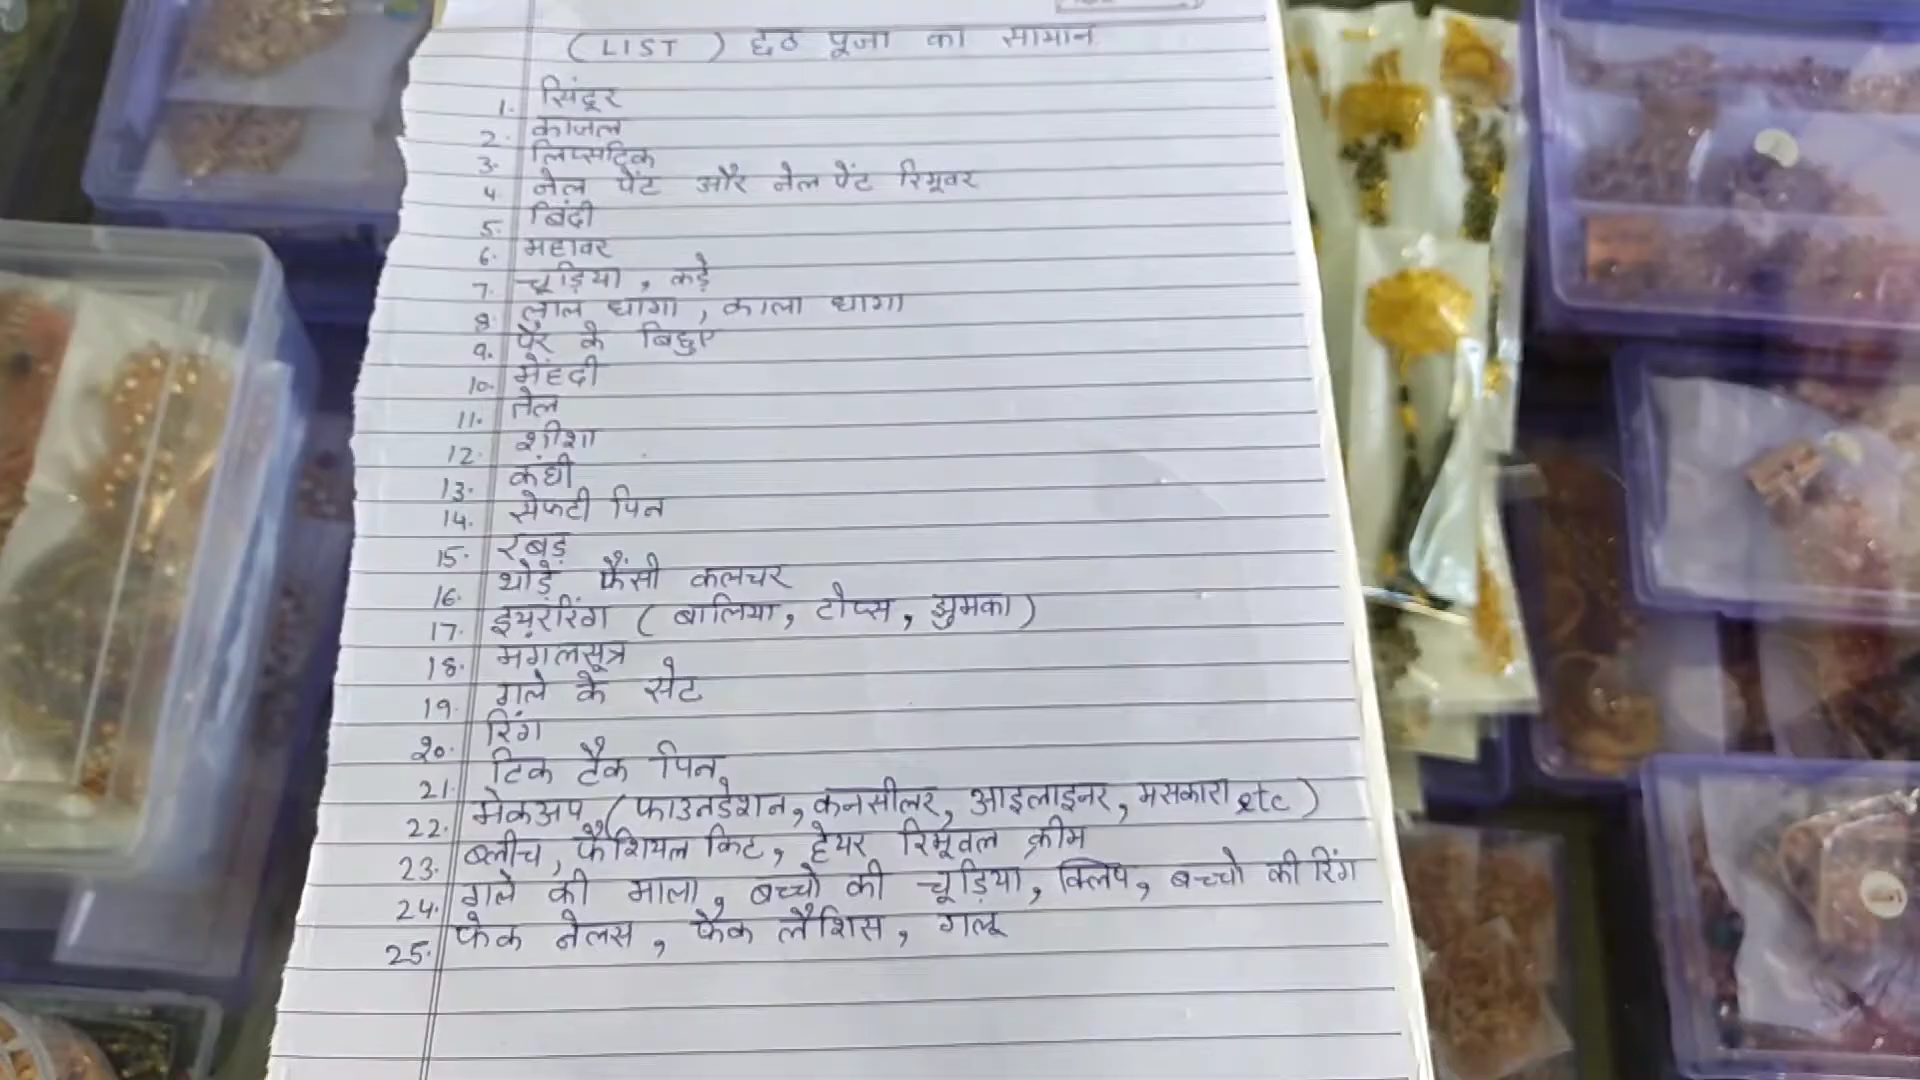 (LIST) छठ पूजा का सामान
1. सिंदूर
2. काजल
3. लिप्सटिक
4 नेल पेंट और नेल पेंट रिमूवर
5. बिंदी
6. महावर
7. चूड़िया, कड़े
8. लाल धागा, काला धागा
9. पैर के बिछुए
10. मेंहदी
11. तेल
12. शीशा
13. कंघी
14. सेफ्टी पिन
15. रबड़
16. थोड़े फैंसी कलचर
17. इयररिंग (बालिया, टोप्स, झुमका)
18. मंगलसूत्र
19. गले के सेट
20. रिंग
21. टिक टैक पिन
22. मेकअप (फाउनडेशन, कनसीलर, आइलाइनर, मसकारा etc)
23. ब्लीच, फैशियल किट, हेयर रिमूवल क्रीम
24. गले की माला, बच्चो की चूड़िया, क्लिप, बच्चो की रिंग
25. फेक नेलस, फैक लैशिस, गलू